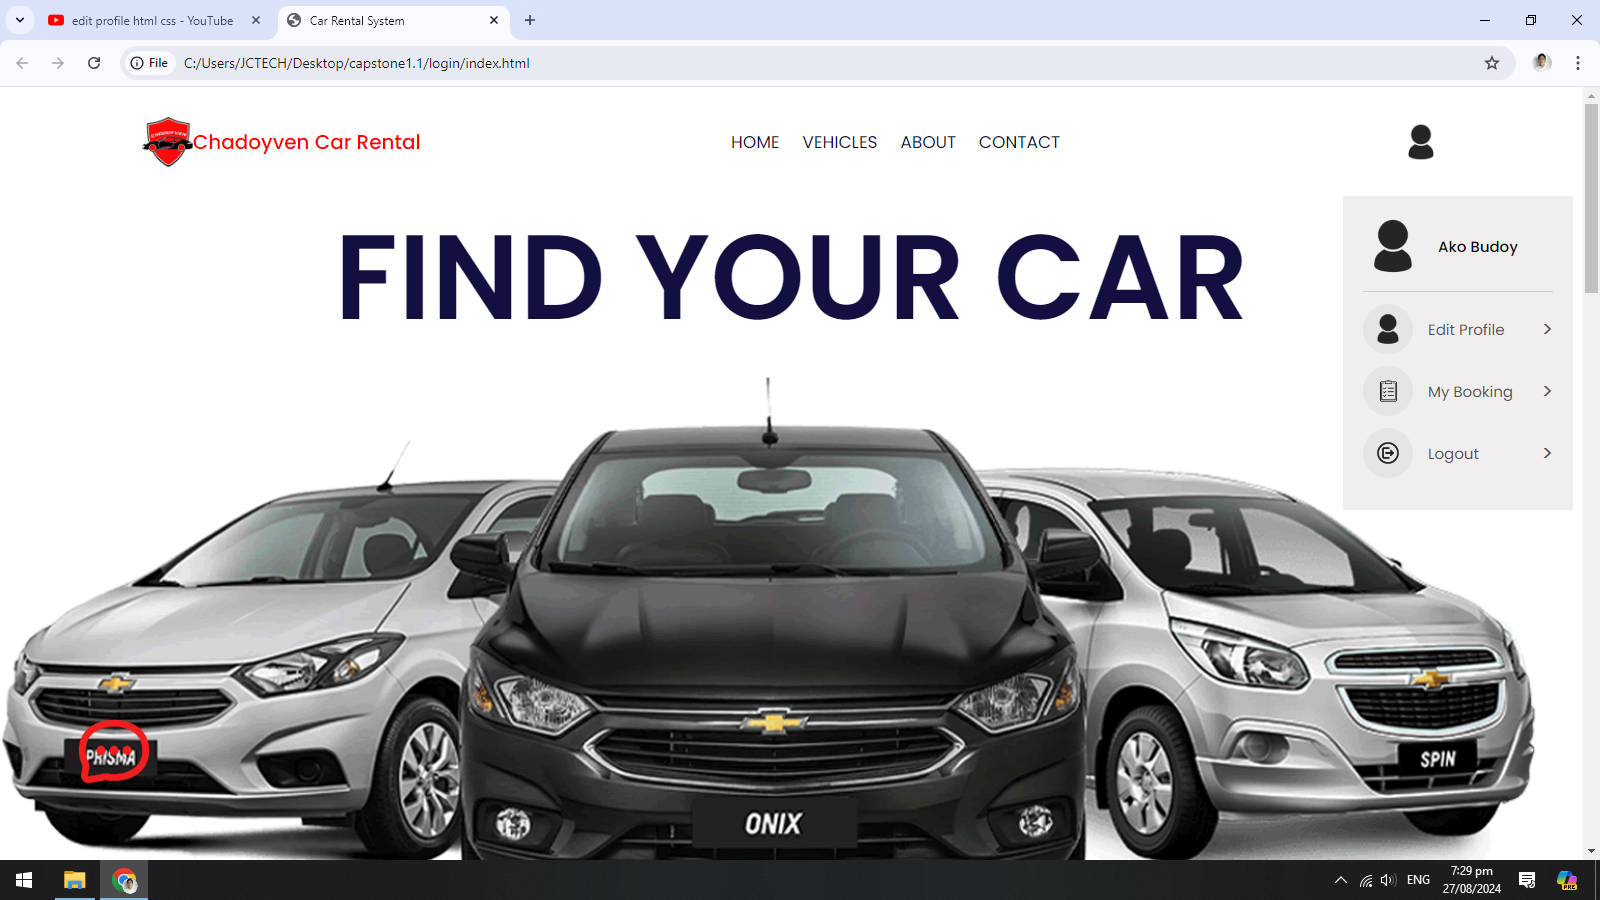 edit profile html css - YouTube
Car Rental System
File
C:/Users/JCTECH/Desktop/capstone1.1/login/index.html
CHADOYVEN
Chadoyven Car Rental
HOME
VEHICLES
ABOUT
CONTACT
FIND YOUR CAR
Ako Budoy
Edit Profile
My Booking
Logout
PRISMA
ONIX
SPIN
ENG
7:29 pm
27/08/2024
PRE